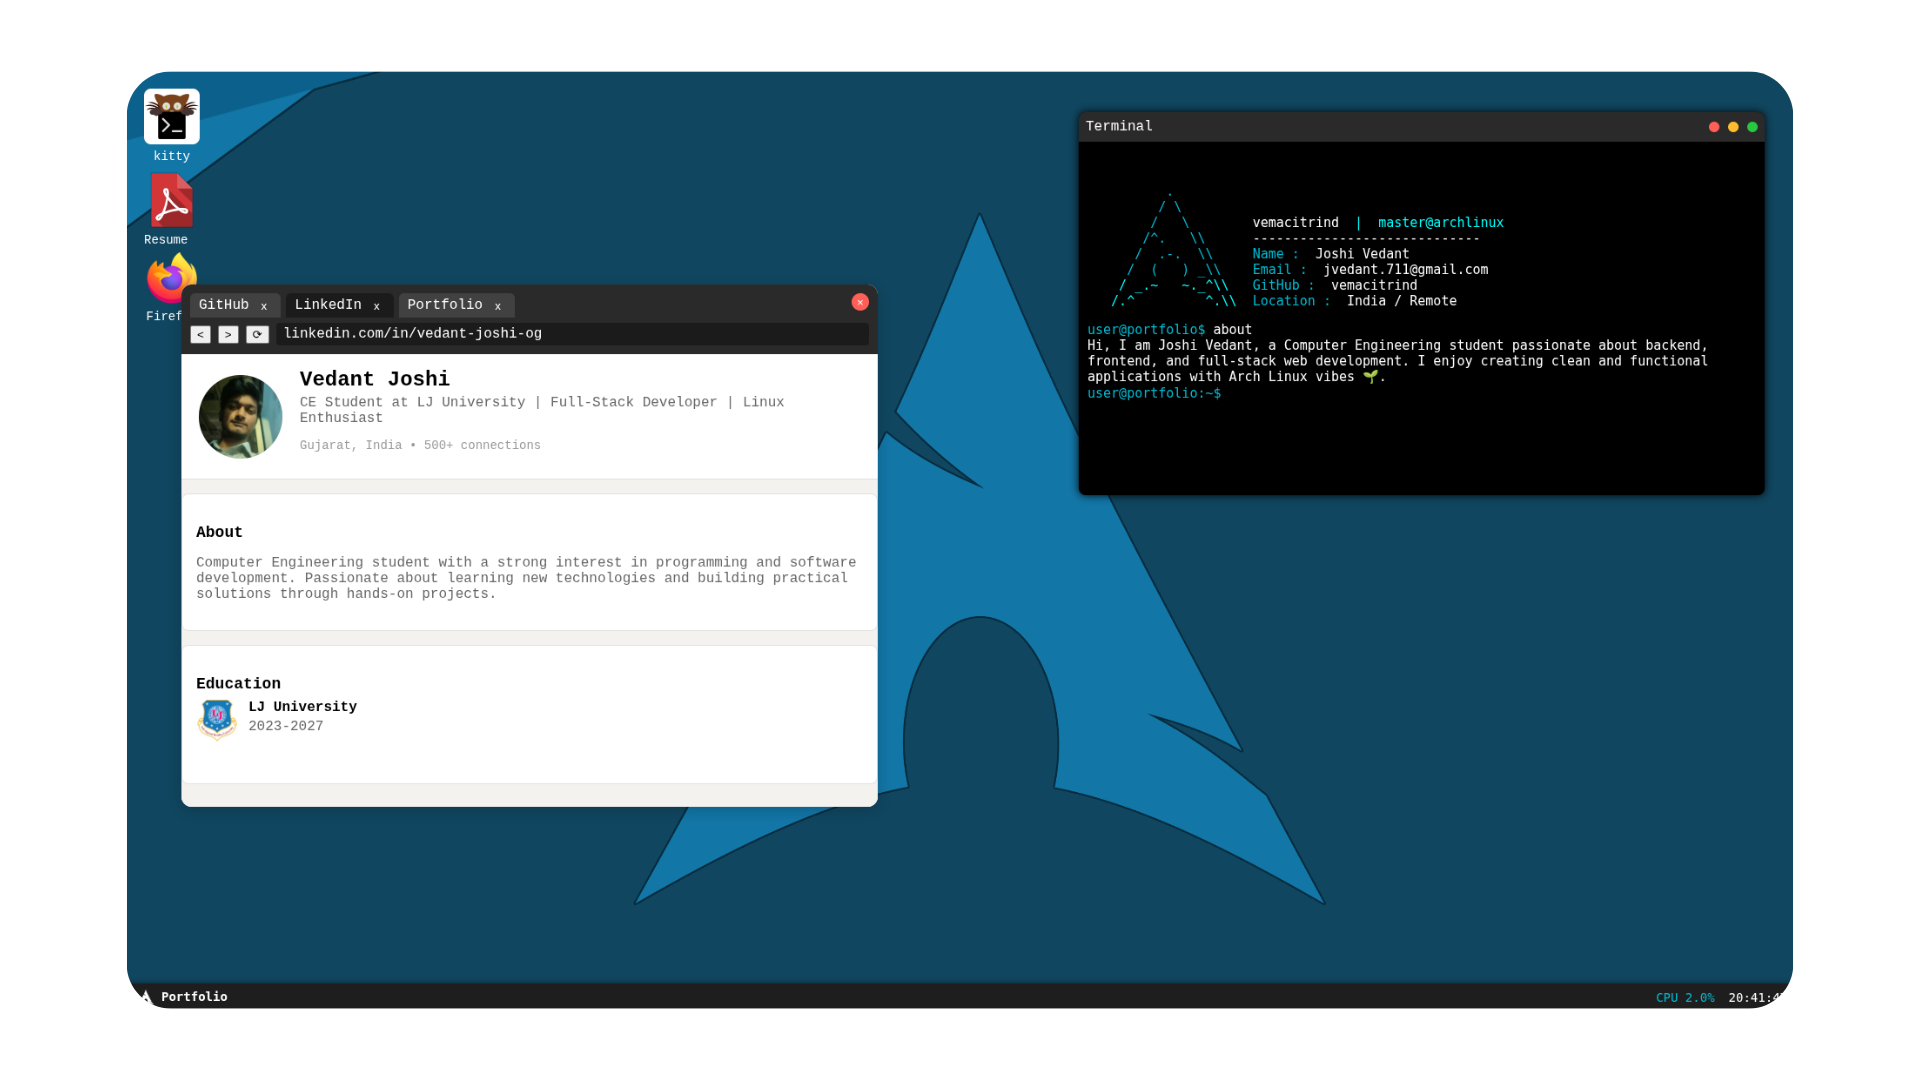 kitty
Resume
Firef
GitHub x LinkedIn x Portfolio x
< > ⟳ linkedin.com/in/vedant-joshi-og
Vedant Joshi
CE Student at LJ University | Full-Stack Developer | Linux
Enthusiast
Gujarat, India • 500+ connections
About
Computer Engineering student with a strong interest in programming and software
development. Passionate about learning new technologies and building practical
solutions through hands-on projects.
Education
LJ University
2023-2027
Terminal
vemacitrind | master@archlinux
-----------------------------
Name : Joshi Vedant
Email : jvedant.711@gmail.com
GitHub : vemacitrind
Location : India / Remote
user@portfolio$ about
Hi, I am Joshi Vedant, a Computer Engineering student passionate about backend,
frontend, and full-stack web development. I enjoy creating clean and functional
applications with Arch Linux vibes 🌱.
user@portfolio:~$
Portfolio
CPU 2.0% 20:41:4